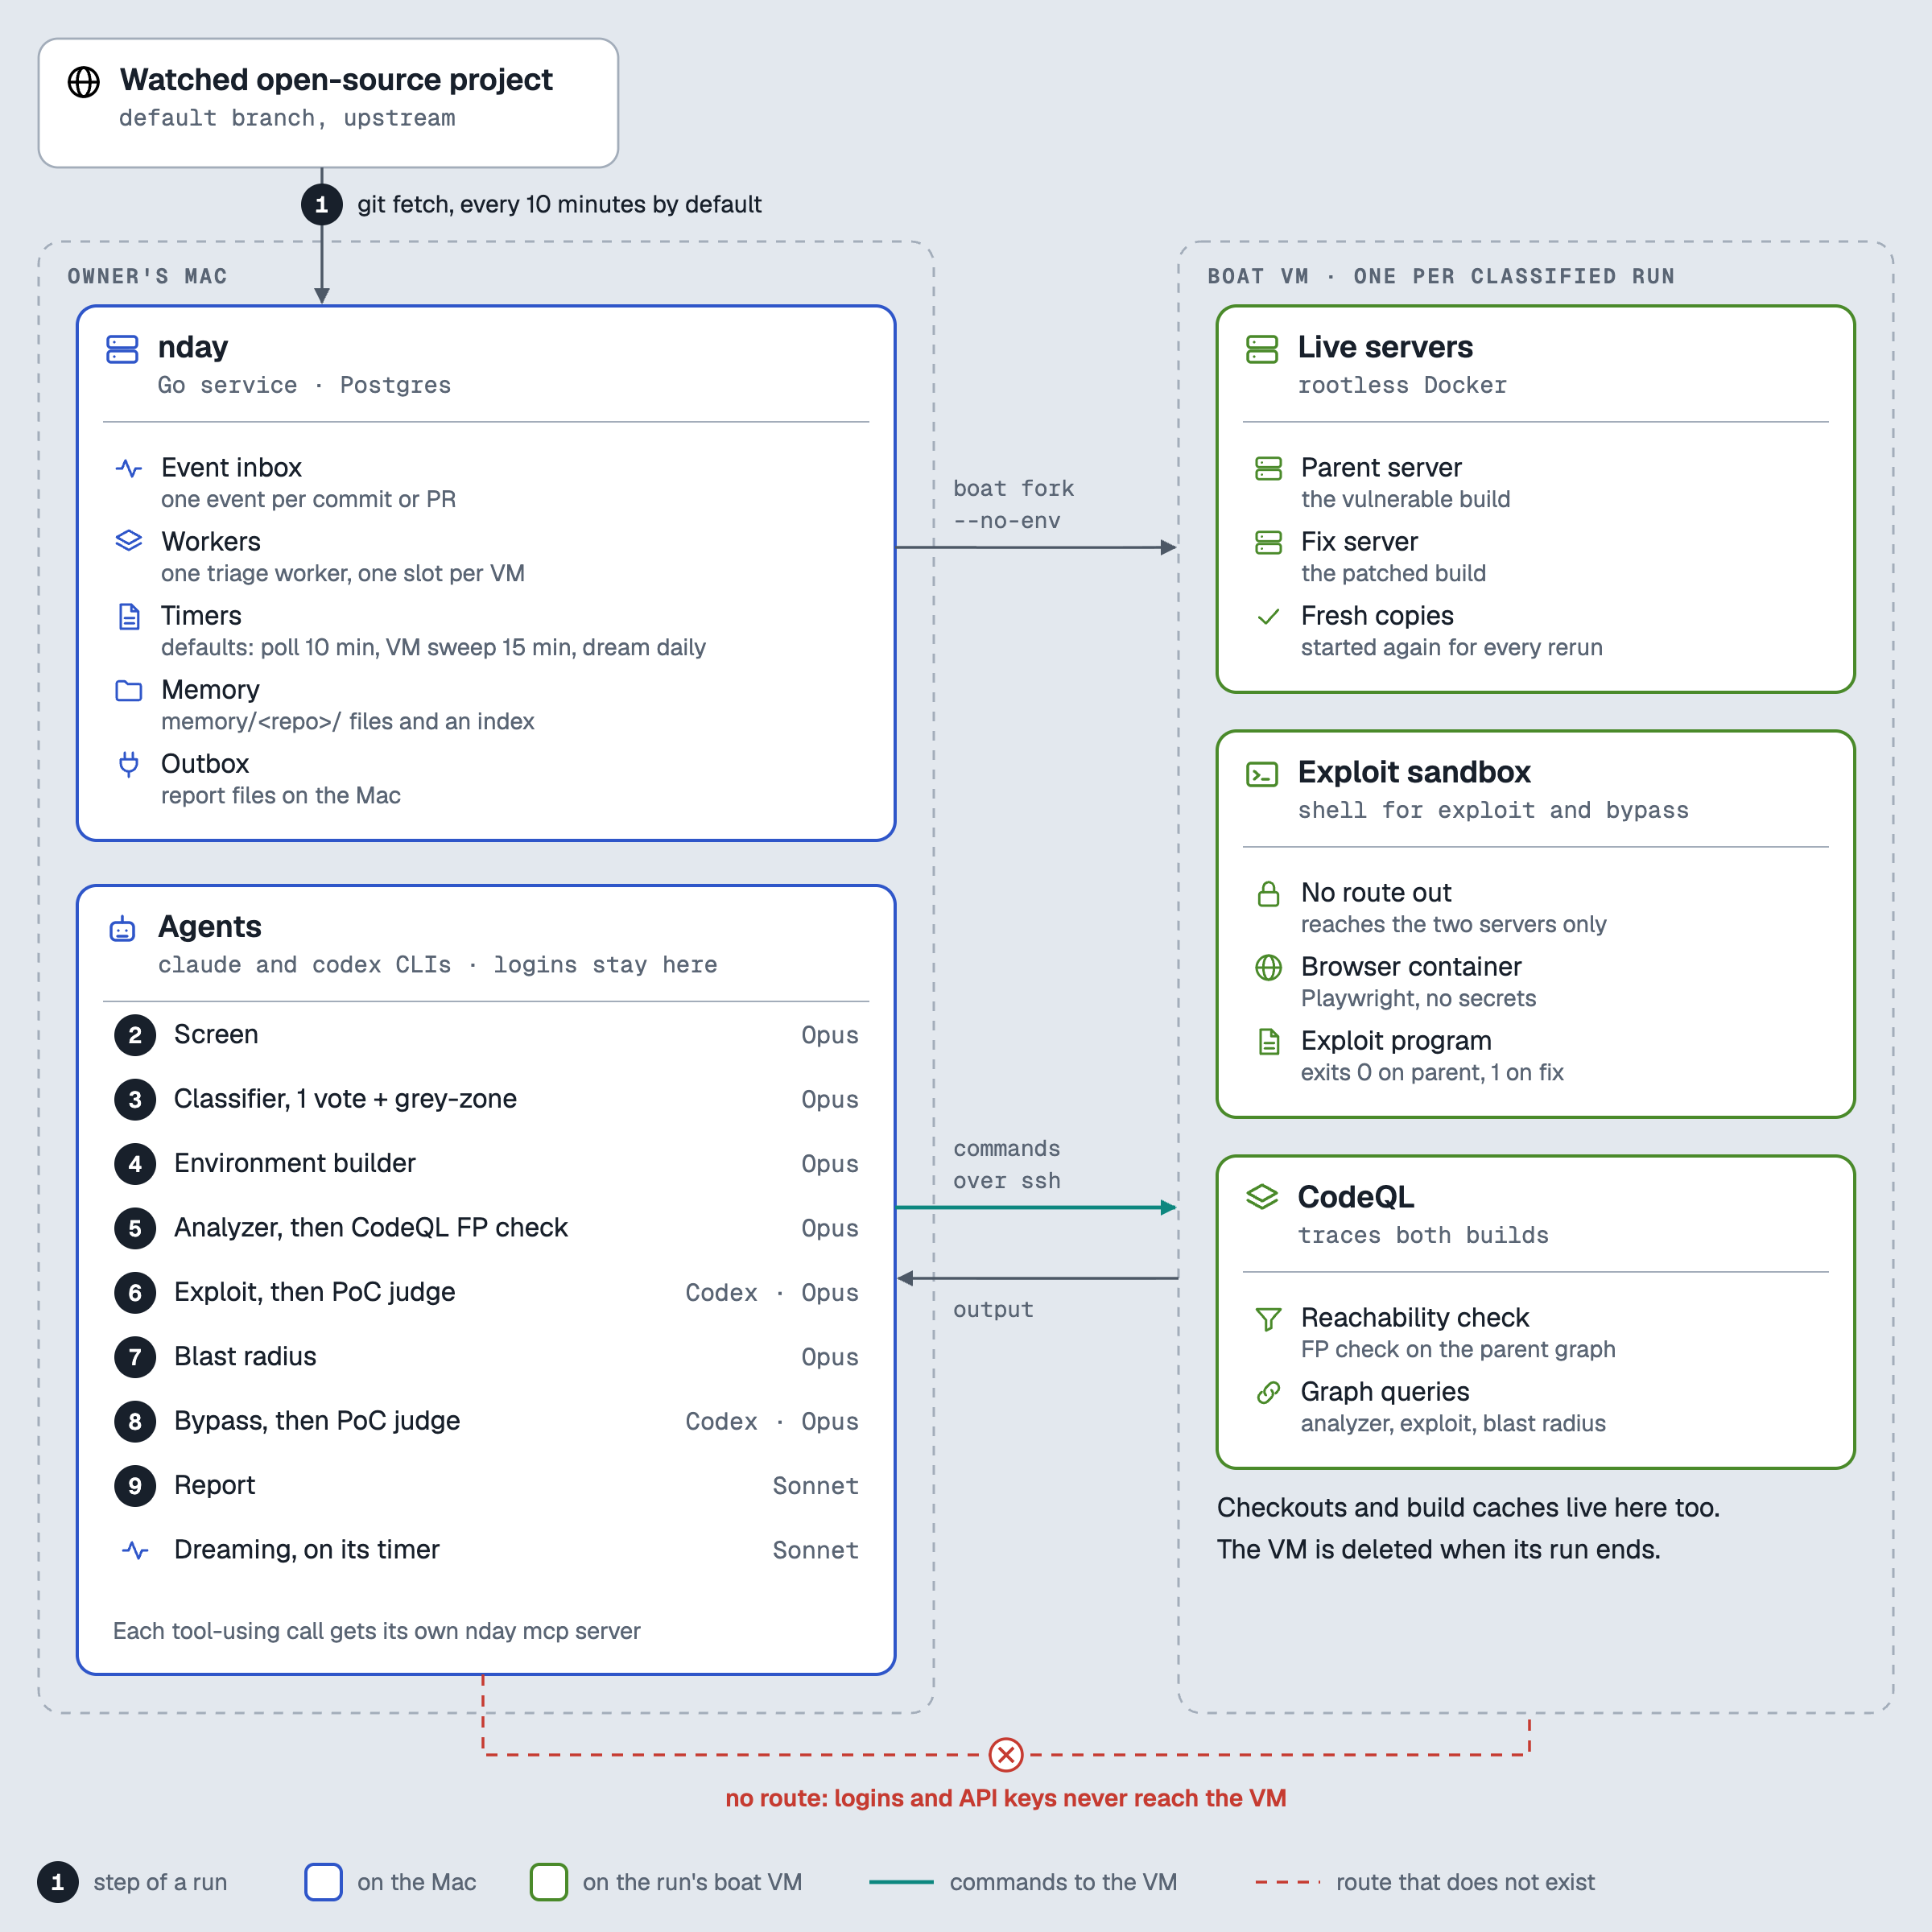 Watched open-source project
default branch, upstream
1 git fetch, every 10 minutes by default
OWNER'S MAC
nday
Go service · Postgres
Event inbox
one event per commit or PR
Workers
one triage worker, one slot per VM
Timers
defaults: poll 10 min, VM sweep 15 min, dream daily
Memory
memory/<repo>/ files and an index
Outbox
report files on the Mac
Agents
claude and codex CLIs · logins stay here
2 Screen Opus
3 Classifier, 1 vote + grey-zone Opus
4 Environment builder Opus
5 Analyzer, then CodeQL FP check Opus
6 Exploit, then PoC judge Codex · Opus
7 Blast radius Opus
8 Bypass, then PoC judge Codex · Opus
9 Report Sonnet
Dreaming, on its timer Sonnet
Each tool-using call gets its own nday mcp server
boat fork
--no-env
commands
over ssh
output
BOAT VM · ONE PER CLASSIFIED RUN
Live servers
rootless Docker
Parent server
the vulnerable build
Fix server
the patched build
Fresh copies
started again for every rerun
Exploit sandbox
shell for exploit and bypass
No route out
reaches the two servers only
Browser container
Playwright, no secrets
Exploit program
exits 0 on parent, 1 on fix
CodeQL
traces both builds
Reachability check
FP check on the parent graph
Graph queries
analyzer, exploit, blast radius
Checkouts and build caches live here too.
The VM is deleted when its run ends.
no route: logins and API keys never reach the VM
1 step of a run
on the Mac
on the run's boat VM
commands to the VM
route that does not exist